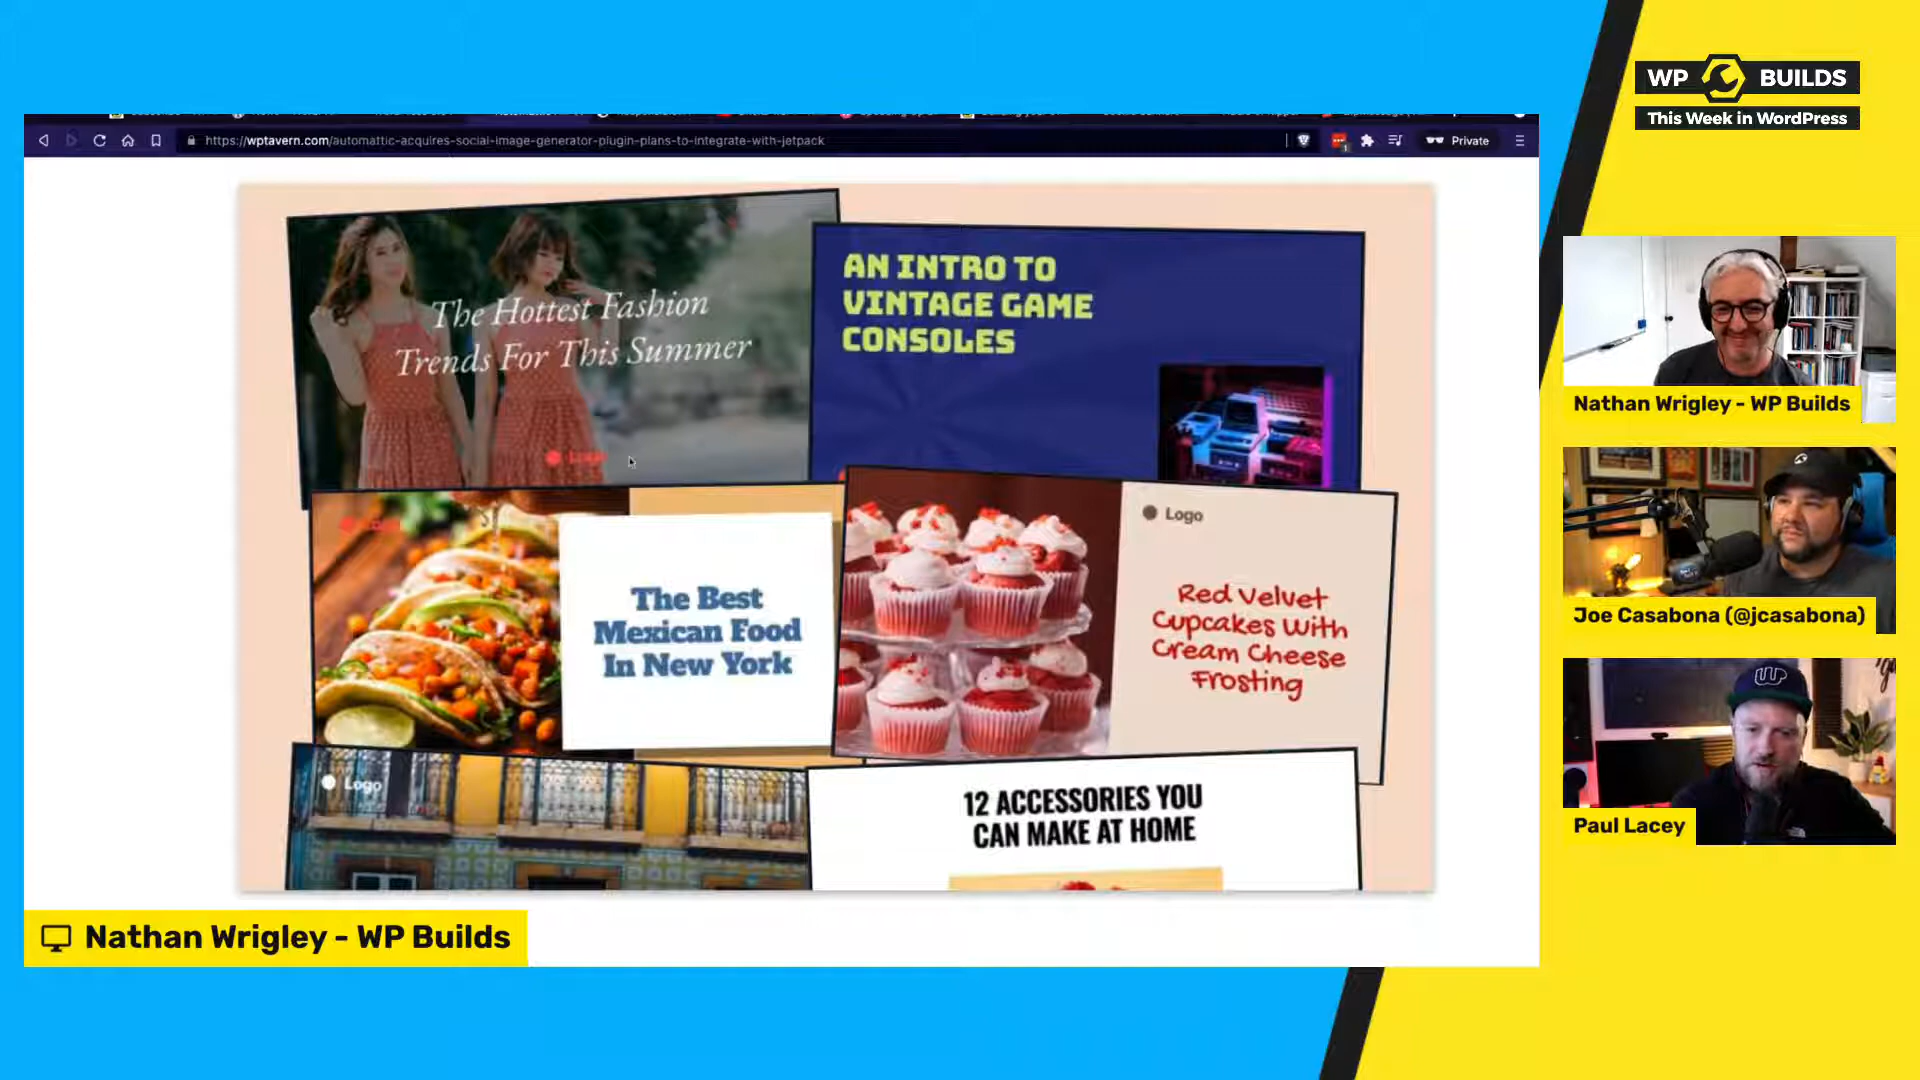 WP BUILDS
This Week in WordPress
https://wptavern.com/automattic-acquires-social-image-generator-plugin-plans-to-integrate-with-jetpack
1
Private
The Hottest Fashion
Trends For This Summer
Logo
AN INTRO TO
VINTAGE GAME
CONSOLES
The Best
Mexican Food
In New York
Logo
Red Velvet
Cupcakes With
Cream Cheese
Frosting
Logo
12 ACCESSORIES YOU
CAN MAKE AT HOME
Nathan Wrigley - WP Builds
Joe Casabona (@jcasabona)
Paul Lacey
Nathan Wrigley - WP Builds